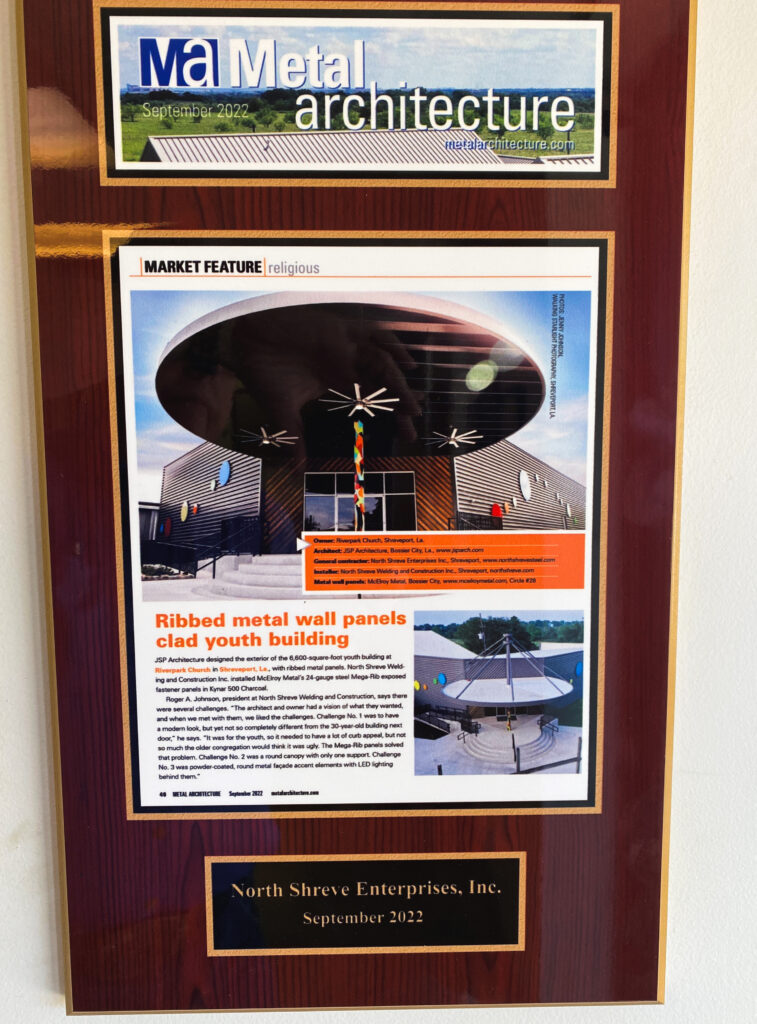 Ma Metal
architecture
September 2022
metalarchitecture.com
MARKET FEATURE religious
PHOTOS: JENNY JOHNSON,
WALKING STARLIGHT PHOTOGRAPHY, SHREVEPORT, LA.
Owner: Riverpark Church, Shreveport, La.
Architect: JSP Architecture, Bossier City, La., www.jsparch.com
General contractor: North Shreve Enterprises Inc., Shreveport, www.northshrevesteel.com
Installer: North Shreve Welding and Construction Inc., Shreveport, northshreve.com
Metal wall panels: McElroy Metal, Bossier City, www.mcelroymetal.com, Circle #28
Ribbed metal wall panels
clad youth building
JSP Architecture designed the exterior of the 6,600-square-foot youth building at
Riverpark Church in Shreveport, La., with ribbed metal panels. North Shreve Weld-
ing and Construction Inc. installed McElroy Metal's 24-gauge steel Mega-Rib exposed
fastener panels in Kynar 500 Charcoal.
Roger A. Johnson, president at North Shreve Welding and Construction, says there
were several challenges. "The architect and owner had a vision of what they wanted,
and when we met with them, we liked the challenges. Challenge No. 1 was to have
a modern look, but yet not so completely different from the 30-year-old building next
door," he says. "It was for the youth, so it needed to have a lot of curb appeal, but not
so much the older congregation would think it was ugly. The Mega-Rib panels solved
that problem. Challenge No. 2 was a round canopy with only one support. Challenge
No. 3 was powder-coated, round metal façade accent elements with LED lighting
behind them."
46 METAL ARCHITECTURE September 2022 metalarchitecture.com
North Shreve Enterprises, Inc.
September 2022